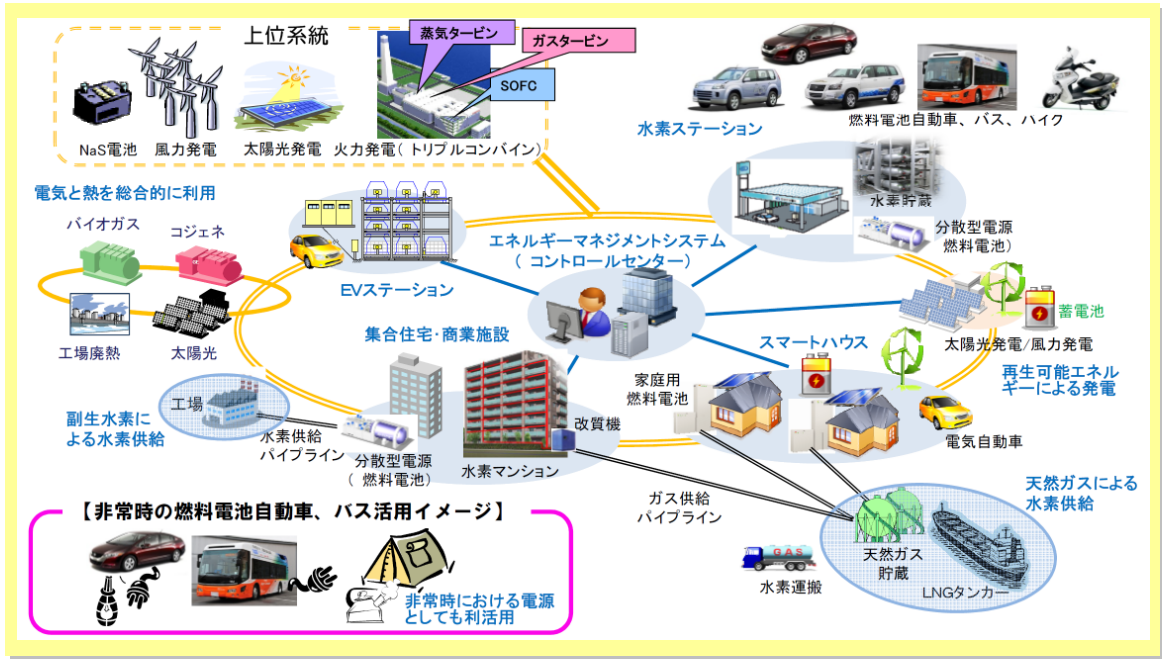 上位系統
蒸気タービン
ガスタービン
SOFC
NaS電池
風力発電
太陽光発電
火力発電( トリプルコンバイン)
水素ステーション
燃料電池自動車、バス、ハイク
電気と熱を総合的に利用
バイオガス
コジェネ
工場廃熱
太陽光
EVステーション
エネルギーマネジメントシステム
( コントロールセンター)
水素貯蔵
分散型電源
燃料電池)
蓄電池
太陽光発電/風力発電
再生可能エネル
ギーによる発電
集合住宅・商業施設
スマートハウス
家庭用
燃料電池
電気自動車
工場
副生水素に
よる水素供給
水素供給
パイプライン
分散型電源
( 燃料電池)
水素マンション
改質機
ガス供給
パイプライン
天然ガスによる
水素供給
天然ガス
貯蔵
LNGタンカー
GAS
水素運搬
【非常時の燃料電池自動車、バス活用イメージ】
非常時における電源
としても利活用